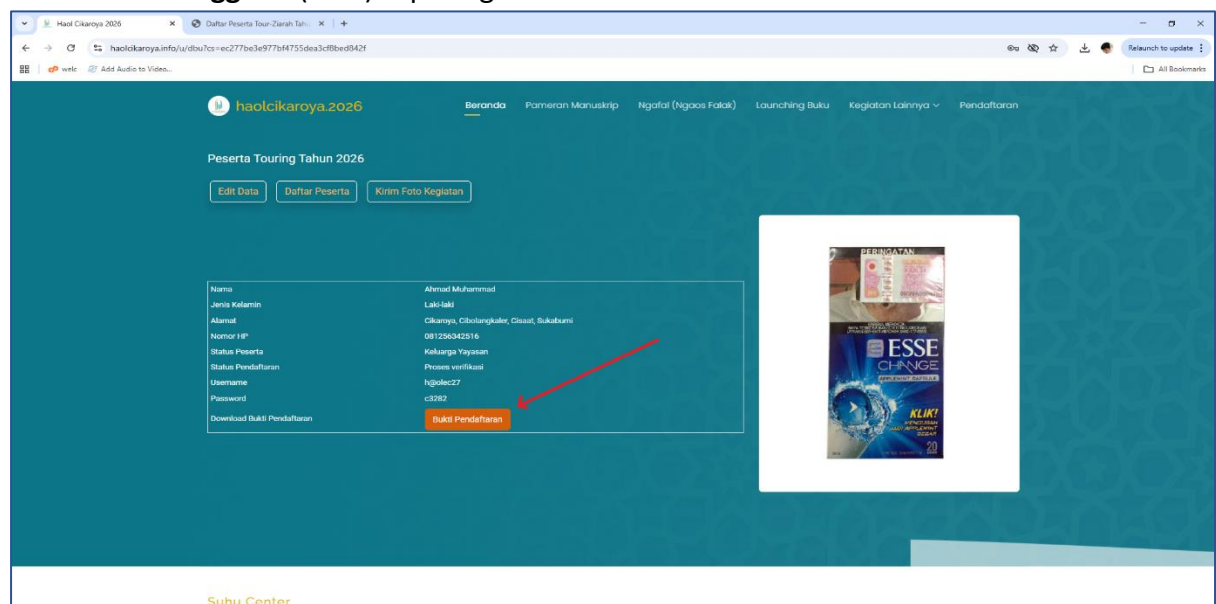 Haol Cikaroya 2026
Daftar Peserta Tour-Ziarah Tahu
haolcikaroya.info/u/dbu?cs=ec277be3e977bf4755dea3cf8bed842f
Relaunch to update
welc
Add Audio to Video...
All Bookmarks
haolcikaroya.2026
Beranda
Pameran Manuskrip
Ngafal (Ngaos Falak)
Launching Buku
Kegiatan Lainnya
Pendaftaran
Peserta Touring Tahun 2026
Edit Data
Daftar Peserta
Kirim Foto Kegiatan
Nama Ahmad Muhammad
Jenis Kelamin Laki-laki
Alamat Cikaroya, Cibolangkaler, Cisaat, Sukabumi
Nomor HP 081256342516
Status Peserta Keluarga Yayasan
Status Pendaftaran Proses verifikasi
Username h@olec27
Password c3282
Download Bukti Pendaftaran Bukti Pendaftaran
PERINGATAN
ESSE
CHANGE
APPLEMINT CAPSULE
KLIK!
20
Subu Center